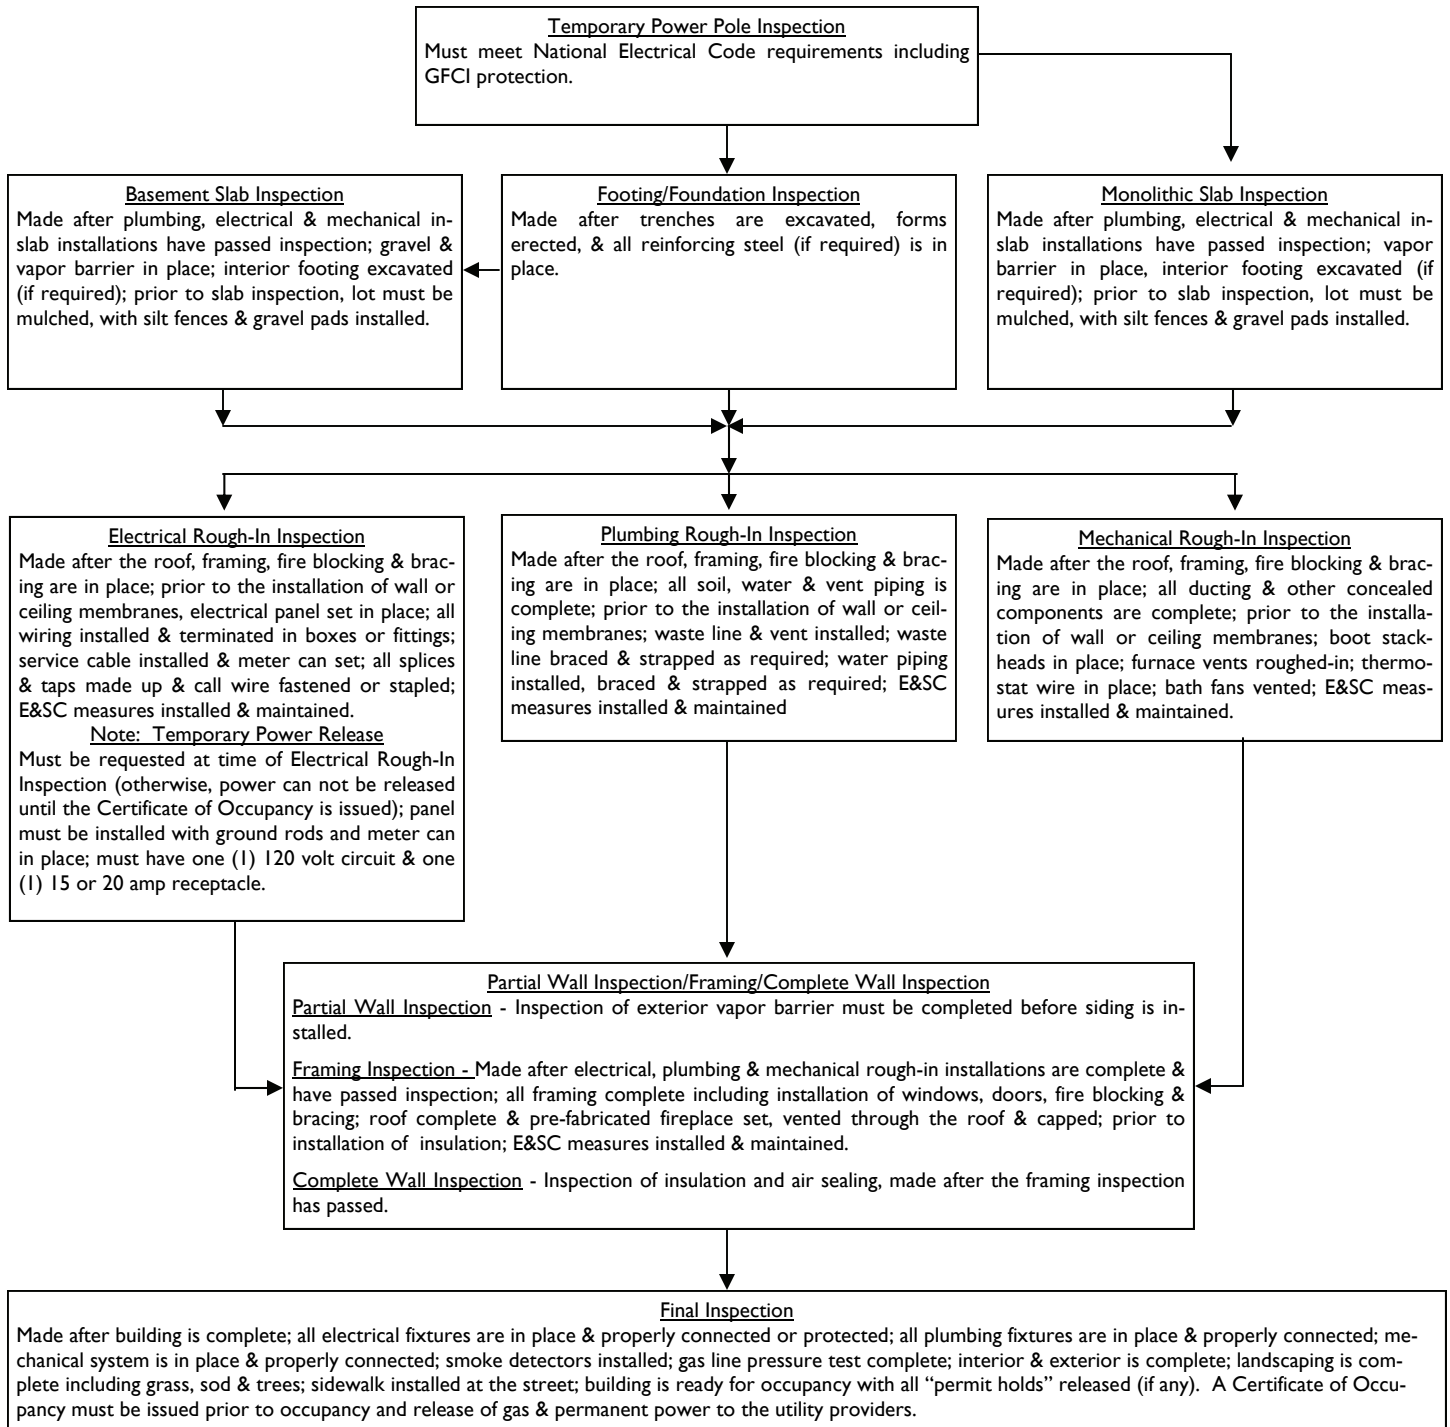 Temporary Power Pole Inspection
Must meet National Electrical Code requirements including
GFCI protection.
Basement Slab Inspection
Made after plumbing, electrical & mechanical in-
slab installations have passed inspection; gravel &
vapor barrier in place; interior footing excavated
(if required); prior to slab inspection, lot must be
mulched, with silt fences & gravel pads installed.
Footing/Foundation Inspection
Made after trenches are excavated, forms
erected, & all reinforcing steel (if required) is in
place.
Monolithic Slab Inspection
Made after plumbing, electrical & mechanical in-
slab installations have passed inspection; vapor
barrier in place, interior footing excavated (if
required); prior to slab inspection, lot must be
mulched, with silt fences & gravel pads installed.
Electrical Rough-In Inspection
Made after the roof, framing, fire blocking & brac-
ing are in place; prior to the installation of wall or
ceiling membranes, electrical panel set in place; all
wiring installed & terminated in boxes or fittings;
service cable installed & meter can set; all splices
& taps made up & call wire fastened or stapled;
E&SC measures installed & maintained.
Note: Temporary Power Release
Must be requested at time of Electrical Rough-In
Inspection (otherwise, power can not be released
until the Certificate of Occupancy is issued); panel
must be installed with ground rods and meter can
in place; must have one (1) 120 volt circuit & one
(1) 15 or 20 amp receptacle.
Plumbing Rough-In Inspection
Made after the roof, framing, fire blocking & brac-
ing are in place; all soil, water & vent piping is
complete; prior to the installation of wall or ceil-
ing membranes; waste line & vent installed; waste
line braced & strapped as required; water piping
installed, braced & strapped as required; E&SC
measures installed & maintained
Mechanical Rough-In Inspection
Made after the roof, framing, fire blocking & brac-
ing are in place; all ducting & other concealed
components are complete; prior to the installa-
tion of wall or ceiling membranes; boot stack-
heads in place; furnace vents roughed-in; thermo-
stat wire in place; bath fans vented; E&SC meas-
ures installed & maintained.
Partial Wall Inspection/Framing/Complete Wall Inspection
Partial Wall Inspection - Inspection of exterior vapor barrier must be completed before siding is in-
stalled.
Framing Inspection - Made after electrical, plumbing & mechanical rough-in installations are complete &
have passed inspection; all framing complete including installation of windows, doors, fire blocking &
bracing; roof complete & pre-fabricated fireplace set, vented through the roof & capped; prior to
installation of insulation; E&SC measures installed & maintained.
Complete Wall Inspection - Inspection of insulation and air sealing, made after the framing inspection
has passed.
Final Inspection
Made after building is complete; all electrical fixtures are in place & properly connected or protected; all plumbing fixtures are in place & properly connected; me-
chanical system is in place & properly connected; smoke detectors installed; gas line pressure test complete; interior & exterior is complete; landscaping is com-
plete including grass, sod & trees; sidewalk installed at the street; building is ready for occupancy with all “permit holds” released (if any). A Certificate of Occu-
pancy must be issued prior to occupancy and release of gas & permanent power to the utility providers.